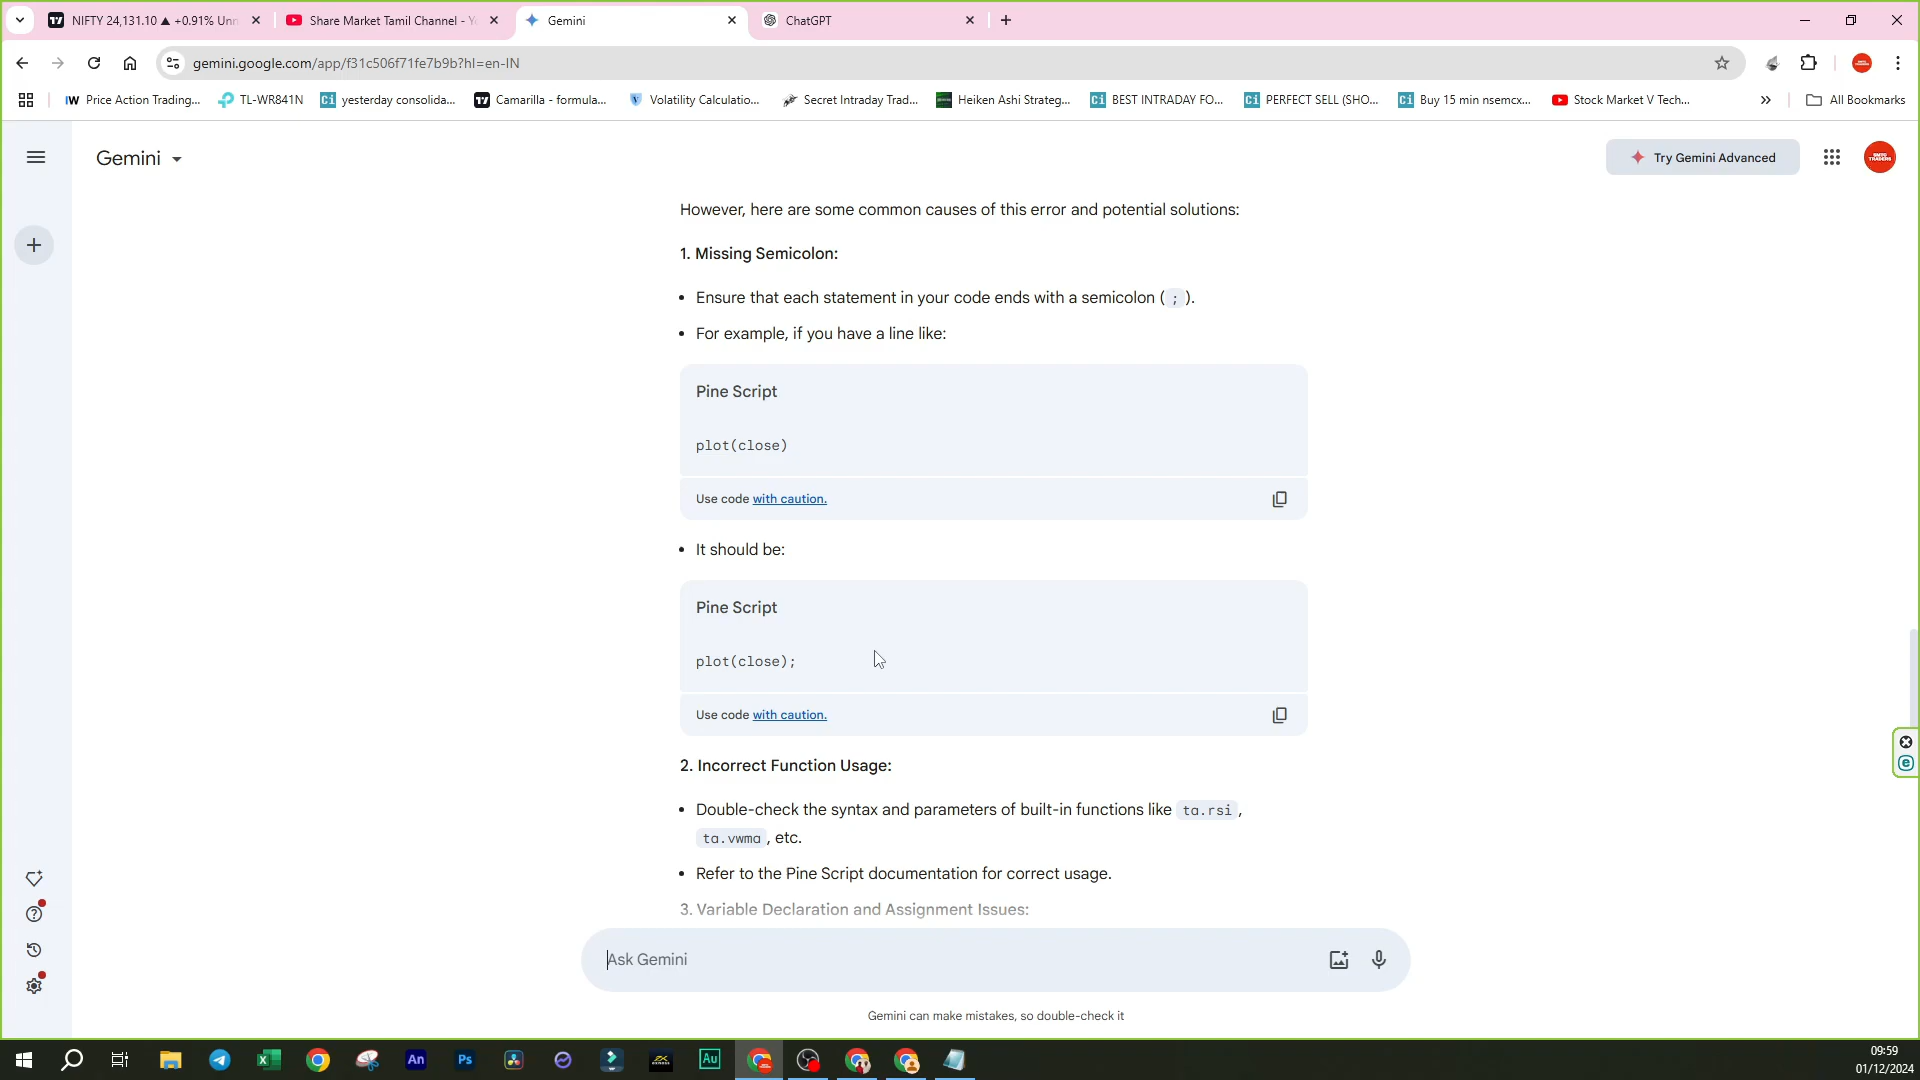 NIFTY 24,131.10 ▲ +0.91% Unn
Share Market Tamil Channel - Y
Gemini
ChatGPT
gemini.google.com/app/f31c506f71fe7b9b?hl=en-IN
Price Action Trading...
TL-WR841N
yesterday consolida...
Camarilla - formula...
Volatility Calculatio...
Secret Intraday Trad...
Heiken Ashi Strateg...
BEST INTRADAY FO...
PERFECT SELL (SHO...
Buy 15 min nsemcx...
Stock Market V Tech...
All Bookmarks
Gemini
Try Gemini Advanced
However, here are some common causes of this error and potential solutions:
1. Missing Semicolon:
• Ensure that each statement in your code ends with a semicolon ( ; ).
• For example, if you have a line like:
Pine Script
plot(close)
Use code with caution.
• It should be:
Pine Script
plot(close);
Use code with caution.
2. Incorrect Function Usage:
• Double-check the syntax and parameters of built-in functions like ta.rsi ,
ta.vwma , etc.
• Refer to the Pine Script documentation for correct usage.
3. Variable Declaration and Assignment Issues:
Ask Gemini
Gemini can make mistakes, so double-check it
09:59
01/12/2024